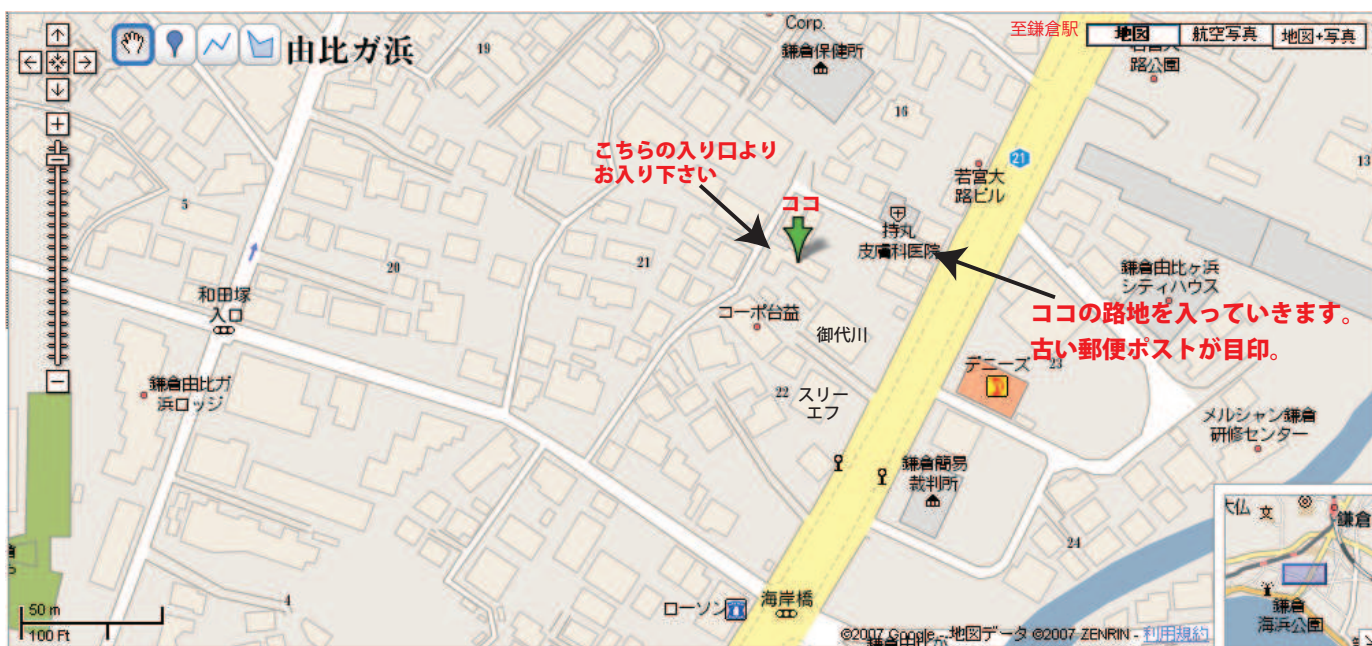 Corp.
鎌倉保健所
至鎌倉駅
地図
航空写真
地図+写真
由比ガ浜
19
路公園
16
こちらの入り口より
お入り下さい
若宮大
路ビル
21
13
5
ココ
持丸
皮膚科医院
20
21
鎌倉由比ヶ浜
シティハウス
和田塚
入口
コーポ台益
御代川
ココの路地を入っていきます。
古い郵便ポストが目印。
デニーズ
23
鎌倉由比ガ
浜ロッジ
22
スリー
エフ
メルシャン鎌倉
研修センター
鎌倉簡易
裁判所
大仏
文
鎌倉
24
4
ローソン
海岸橋
鎌倉
海浜公園
50 m
100 Ft
©2007 Google - 地図データ ©2007 ZENRIN - 利用規約